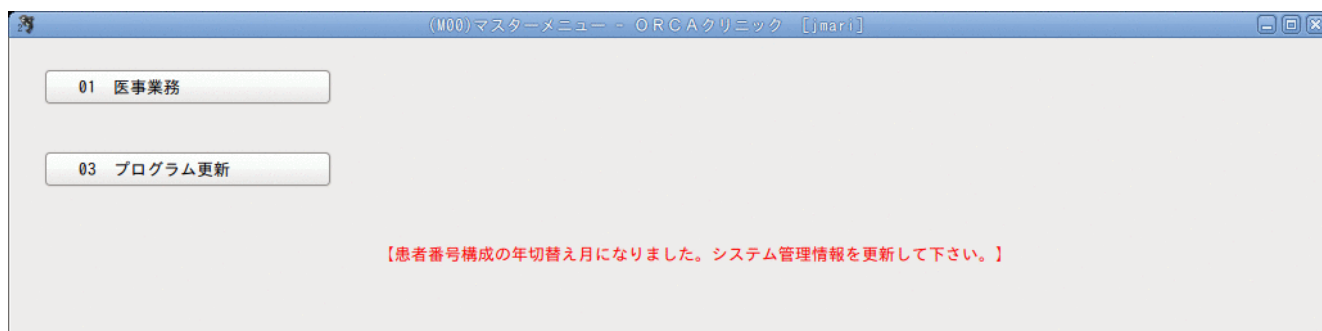 (M00)マスターメニュー - ORCAクリニック [jmari]
01 医事業務
03 プログラム更新
【患者番号構成の年切替え月になりました。システム管理情報を更新して下さい。】